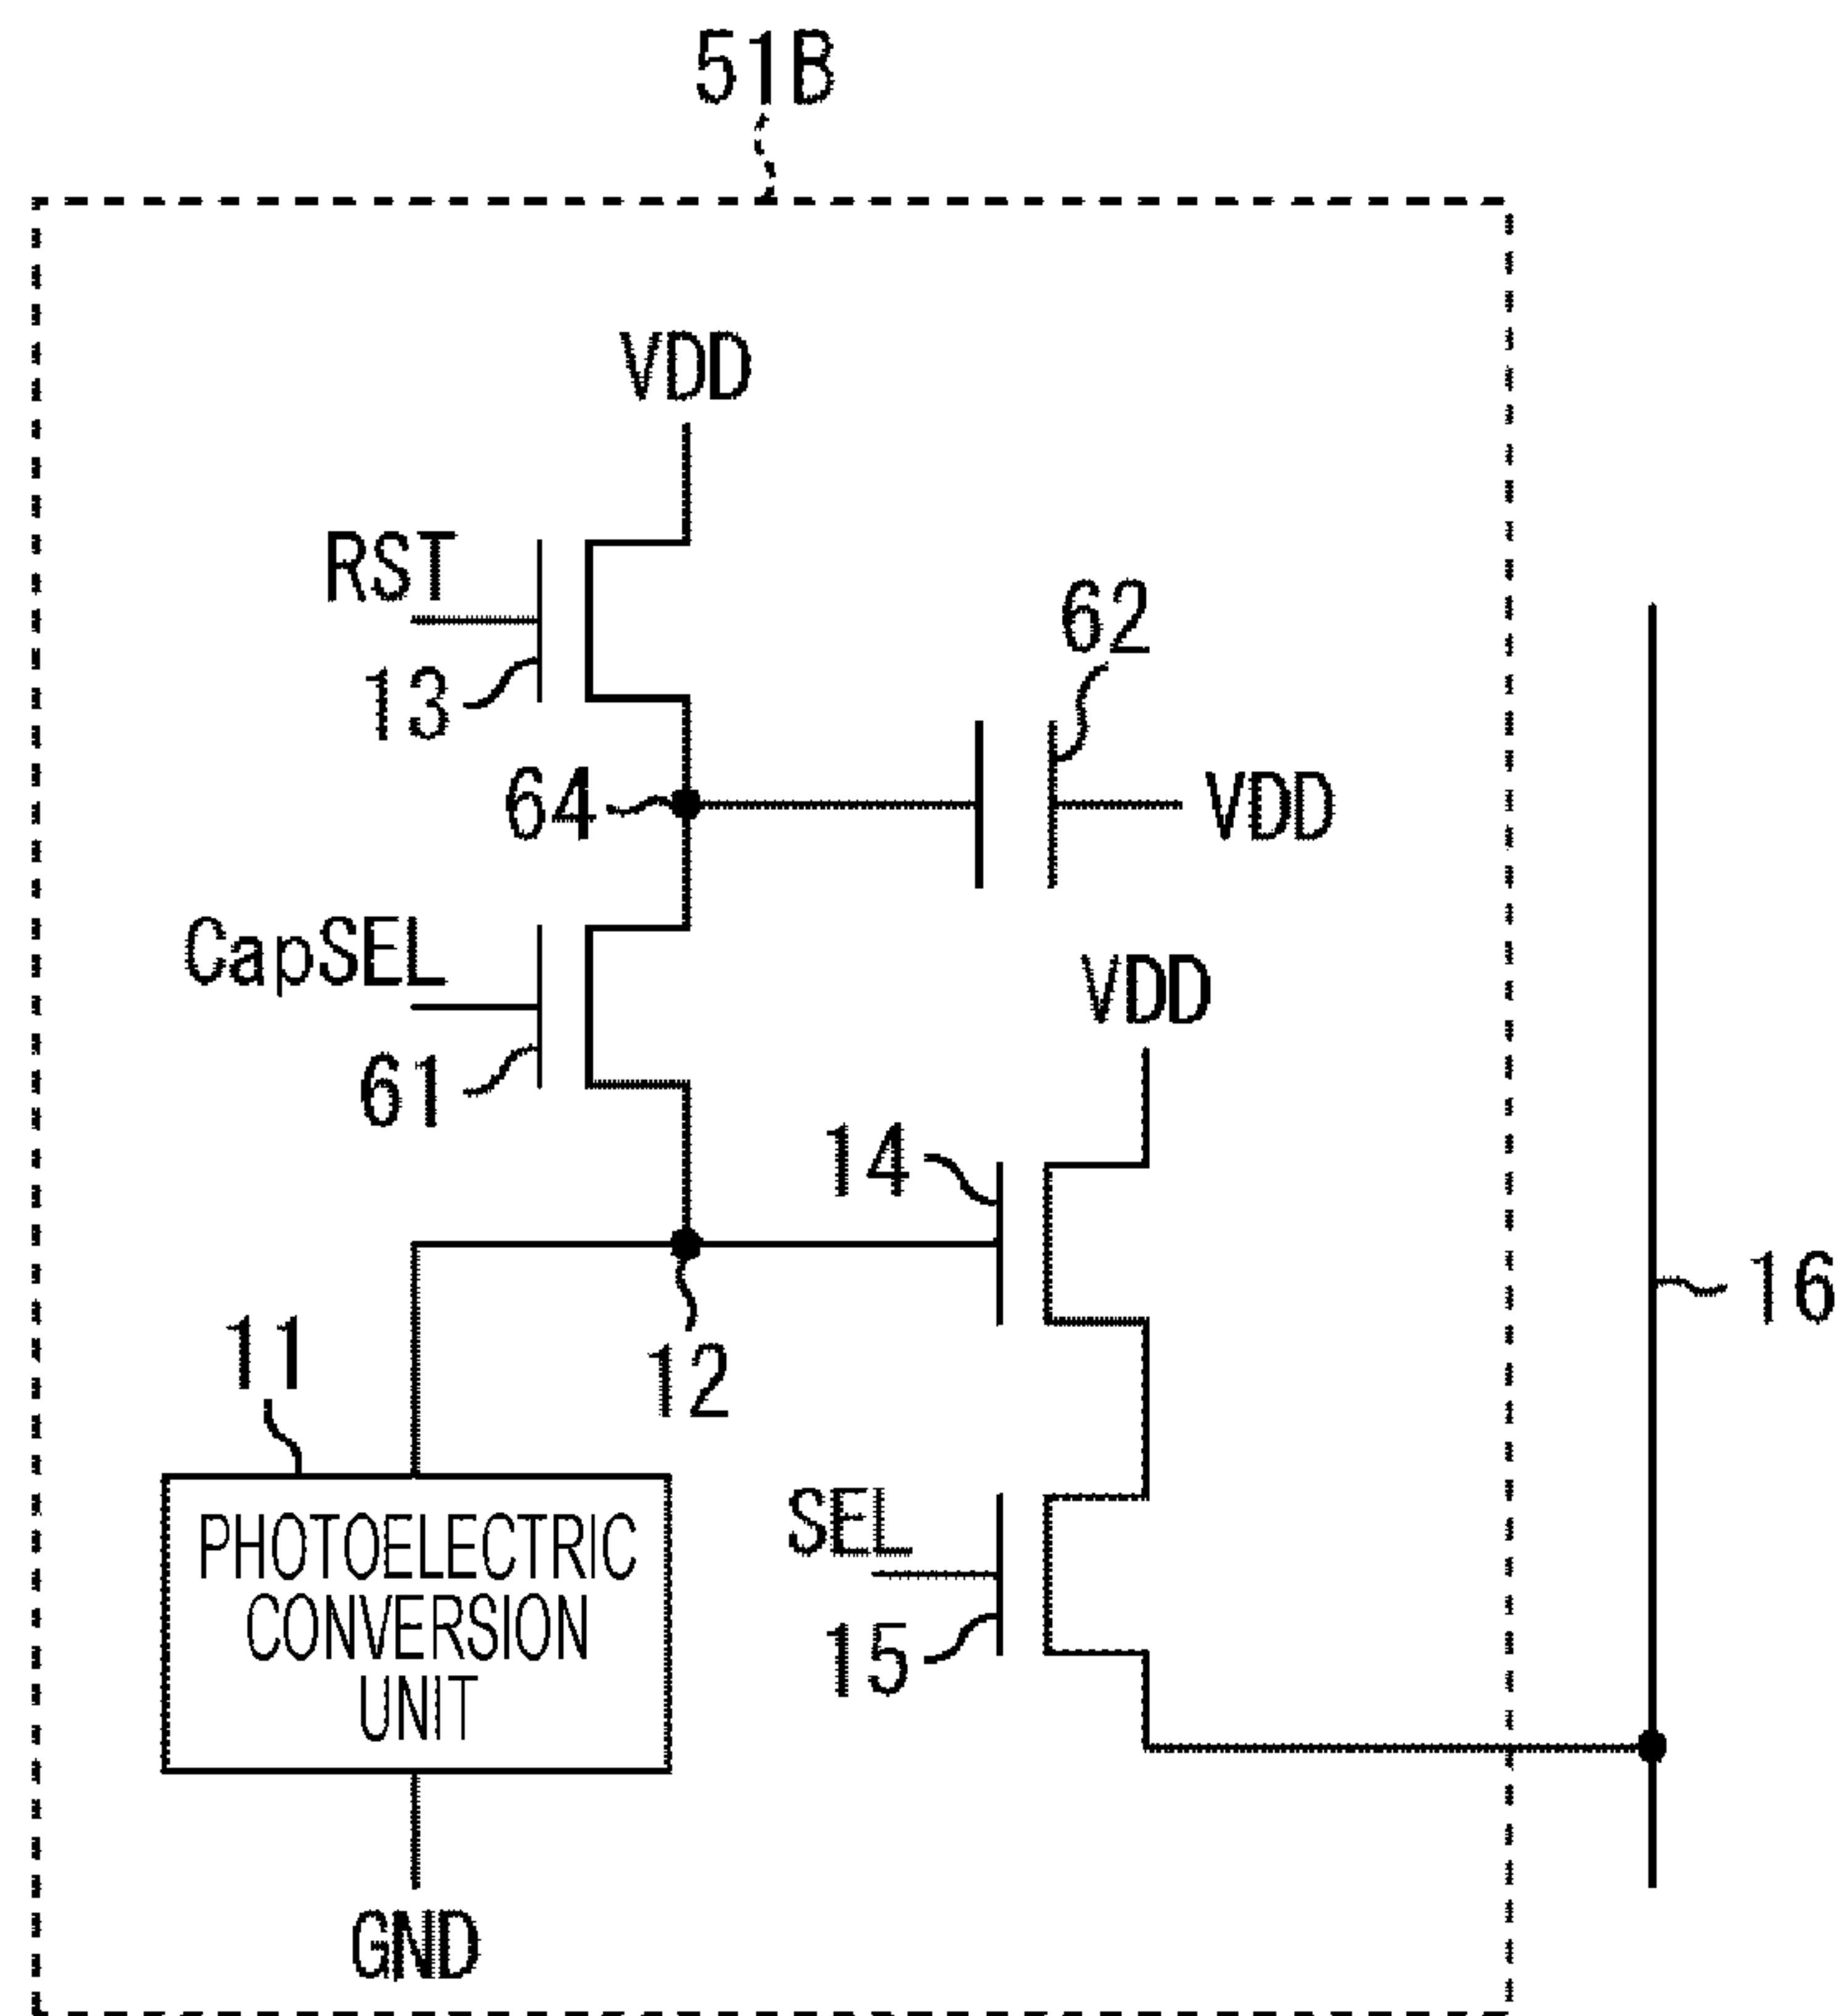 51B
VDD
RST
13
62
64
VDD
CapSEL
61
VDD
14
12
16
11
PHOTOELECTRIC
CONVERSION
UNIT
SEL
15
GND